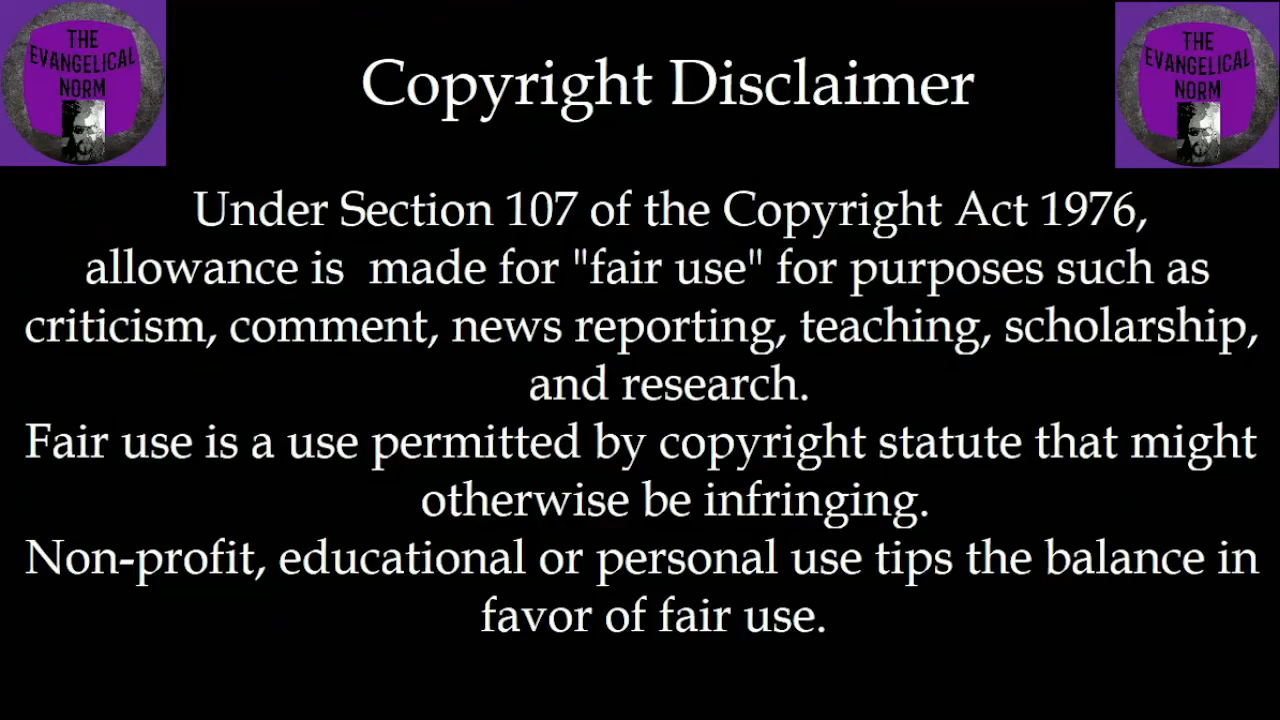 THE
EVANGELICAL
NORM
Copyright Disclaimer
THE
EVANGELICAL
NORM
Under Section 107 of the Copyright Act 1976,
allowance is  made for "fair use" for purposes such as
criticism, comment, news reporting, teaching, scholarship,
and research.
Fair use is a use permitted by copyright statute that might
otherwise be infringing.
Non-profit, educational or personal use tips the balance in
favor of fair use.